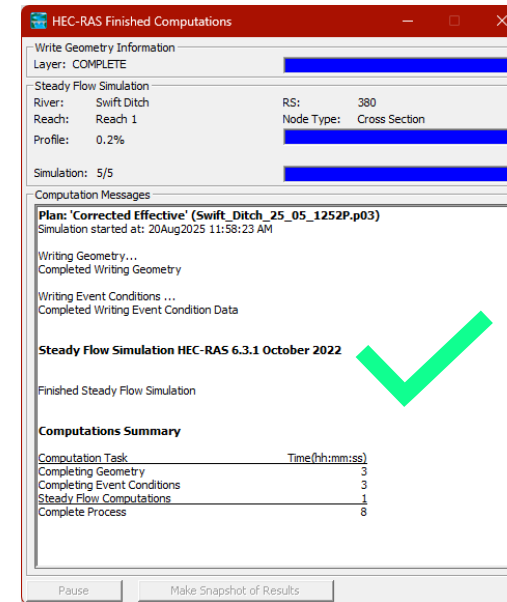 HEC-RAS Finished Computations
Write Geometry Information
Layer: COMPLETE
Steady Flow Simulation
River: Swift Ditch RS: 380
Reach: Reach 1 Node Type: Cross Section
Profile: 0.2%
Simulation: 5/5
Computation Messages
Plan: 'Corrected Effective' (Swift_Ditch_25_05_1252P.p03)
Simulation started at: 20Aug2025 11:58:23 AM
Writing Geometry...
Completed Writing Geometry
Writing Event Conditions ...
Completed Writing Event Condition Data
Steady Flow Simulation HEC-RAS 6.3.1 October 2022
Finished Steady Flow Simulation
Computations Summary
Computation Task Time(hh:mm:ss)
Completing Geometry 3
Completing Event Conditions 3
Steady Flow Computations 1
Complete Process 8
Pause Make Snapshot of Results